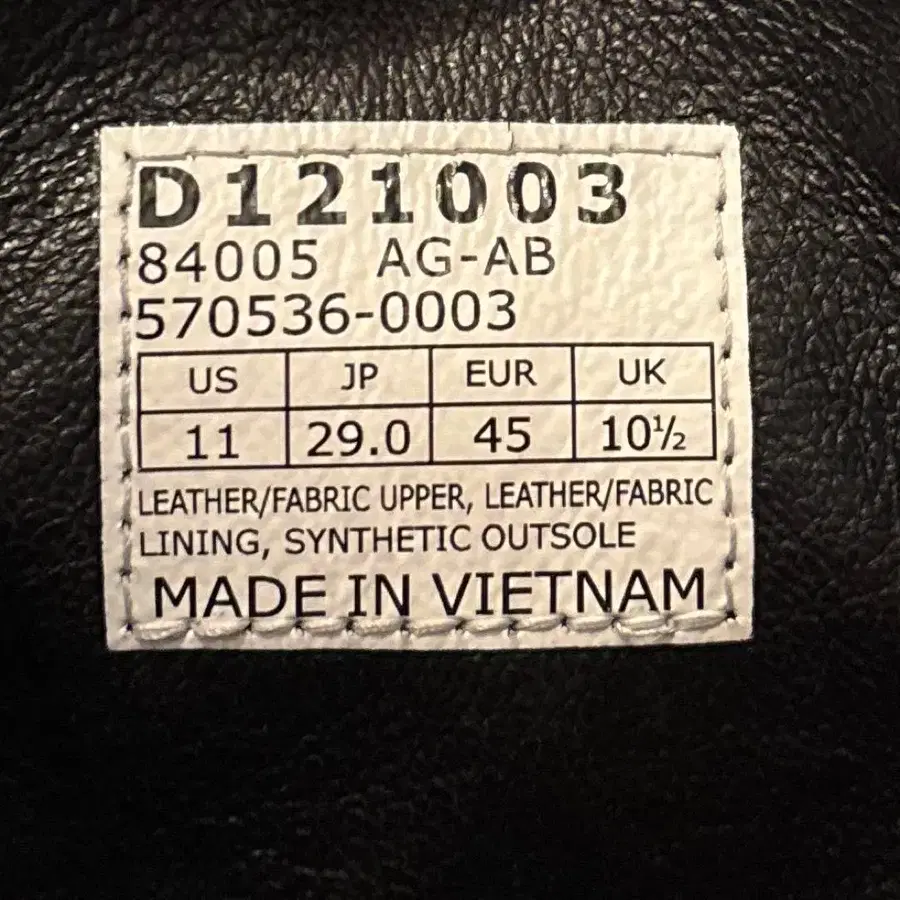 D121003
84005 AG-AB
570536-0003
US JP EUR UK
11 29.0 45 10½
LEATHER/FABRIC UPPER, LEATHER/FABRIC
LINING, SYNTHETIC OUTSOLE
MADE IN VIETNAM